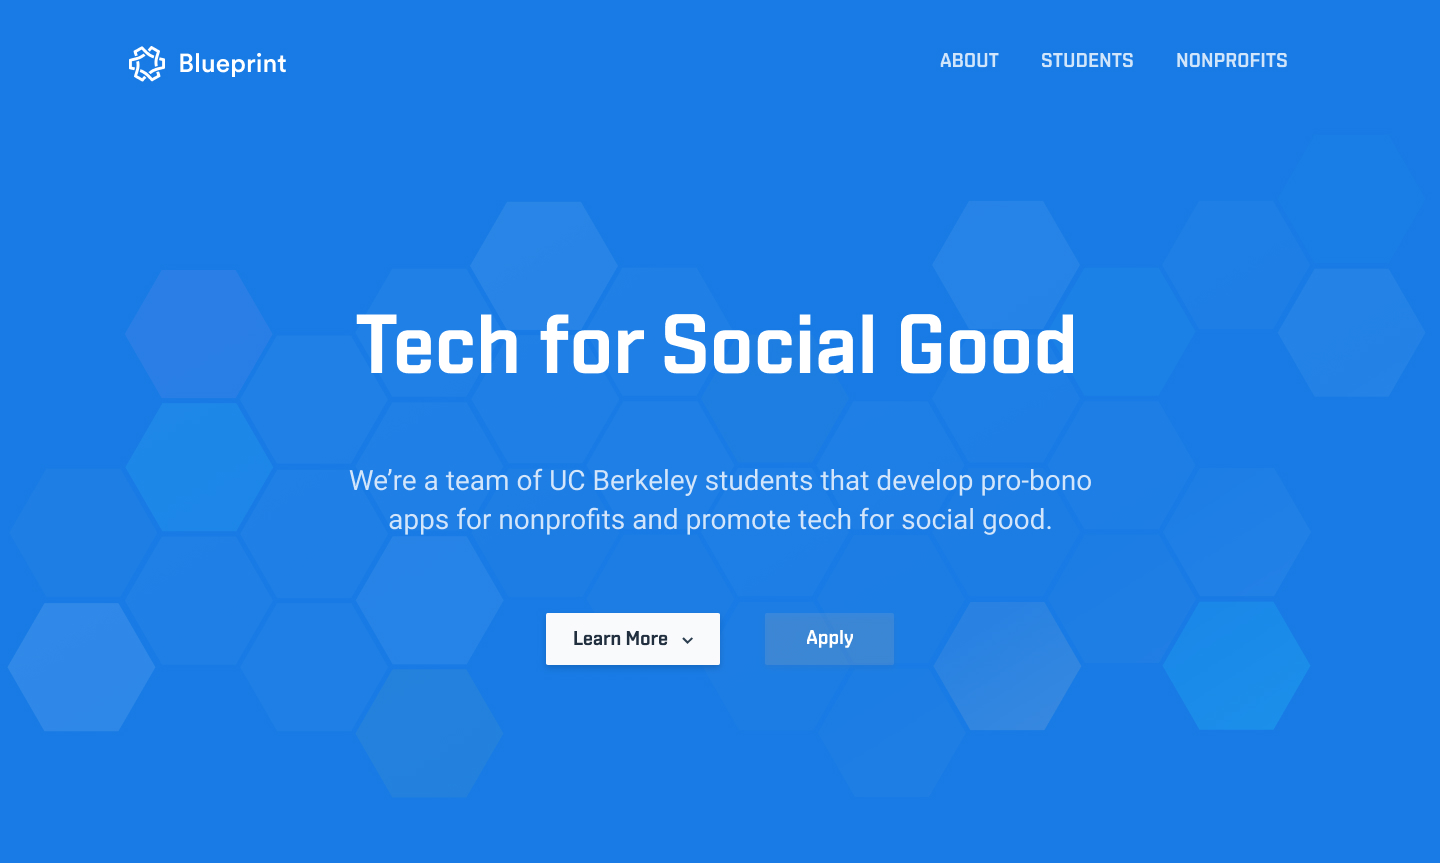 Blueprint
ABOUT STUDENTS NONPROFITS
Tech for Social Good
We’re a team of UC Berkeley students that develop pro-bono
apps for nonprofits and promote tech for social good.
Learn More
Apply